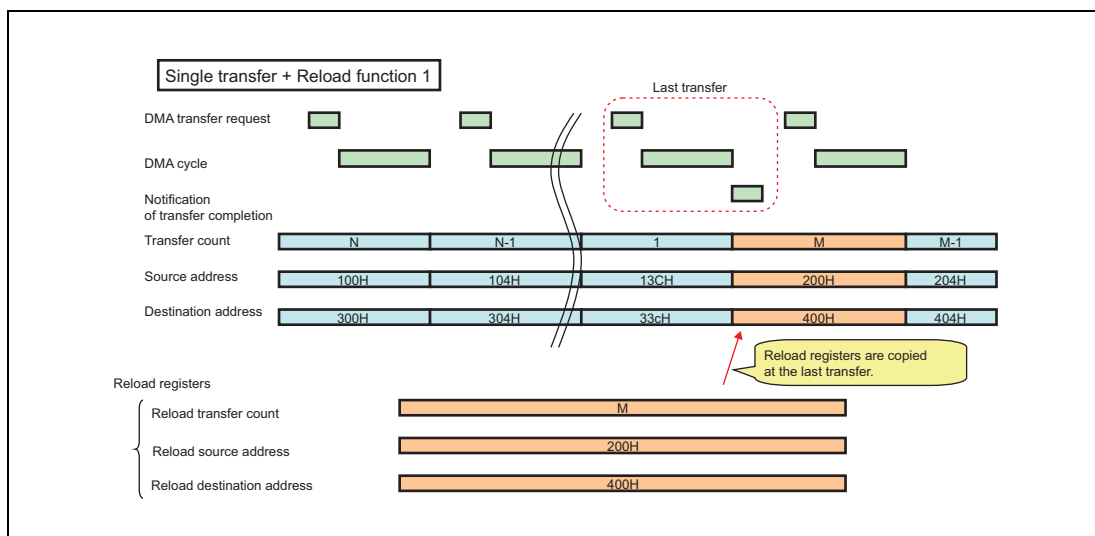 Single transfer + Reload function 1
Last transfer
DMA transfer request
DMA cycle
Notification
of transfer completion
Transfer count
N
N-1
1
M
M-1
Source address
100H
104H
13CH
200H
204H
Destination address
300H
304H
33cH
400H
404H
Reload registers are copied
at the last transfer.
Reload registers
Reload transfer count
M
Reload source address
200H
Reload destination address
400H